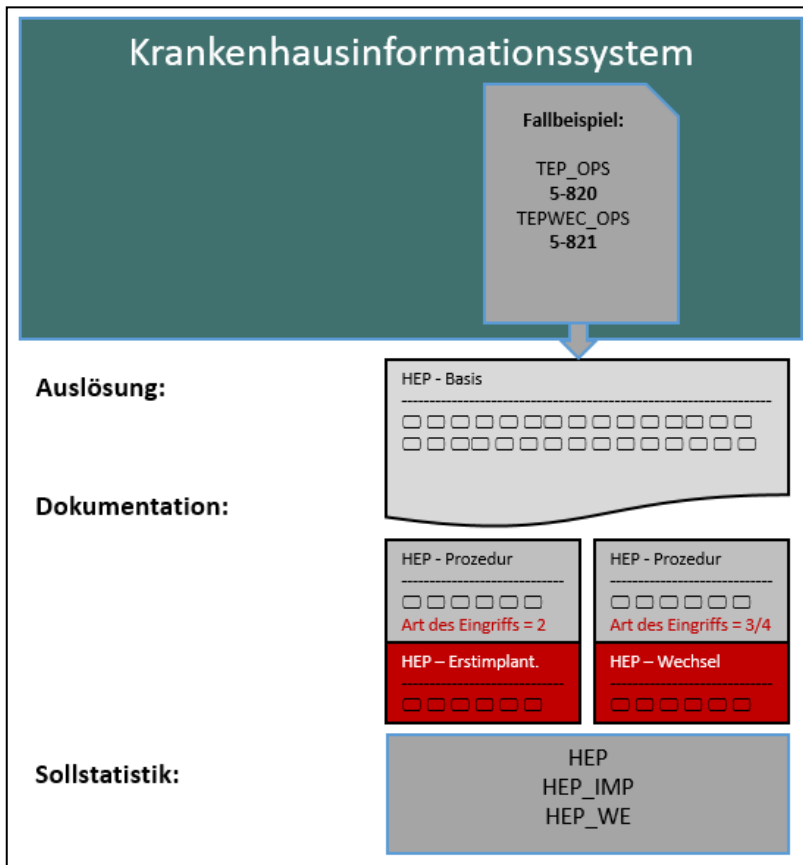 Krankenhausinformationssystem
Fallbeispiel:
TEP_OPS
5-820
TEPWEC_OPS
5-821
Auslösung:
HEP - Basis
Dokumentation:
HEP - Prozedur
Art des Eingriffs = 2
HEP – Erstimplant.
HEP - Prozedur
Art des Eingriffs = 3/4
HEP – Wechsel
Sollstatistik:
HEP
HEP_IMP
HEP_WE